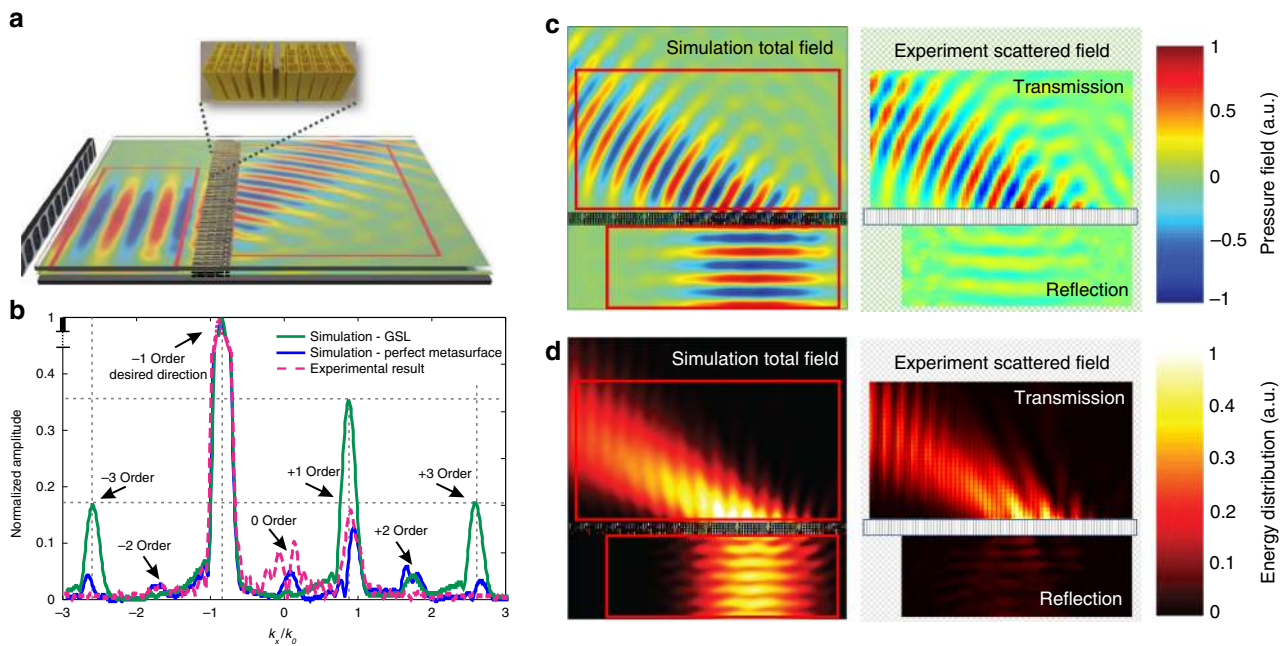 a
b
1
0.4
0.3
0.2
0.1
0
Normalized amplitude
−1 Order
desired direction
Simulation - GSL
Simulation - perfect metasurface
Experimental result
−3 Order
+1 Order
+3 Order
−2 Order
0 Order
+2 Order
−3 −2 −1 0 1 2 3
kx/k0
c
Simulation total field
Experiment scattered field
Transmission
Reflection
1
0.5
0
−0.5
−1
Pressure field (a.u.)
d
Simulation total field
Experiment scattered field
Transmission
Reflection
1
0.4
0.3
0.2
0.1
0
Energy distribution (a.u.)